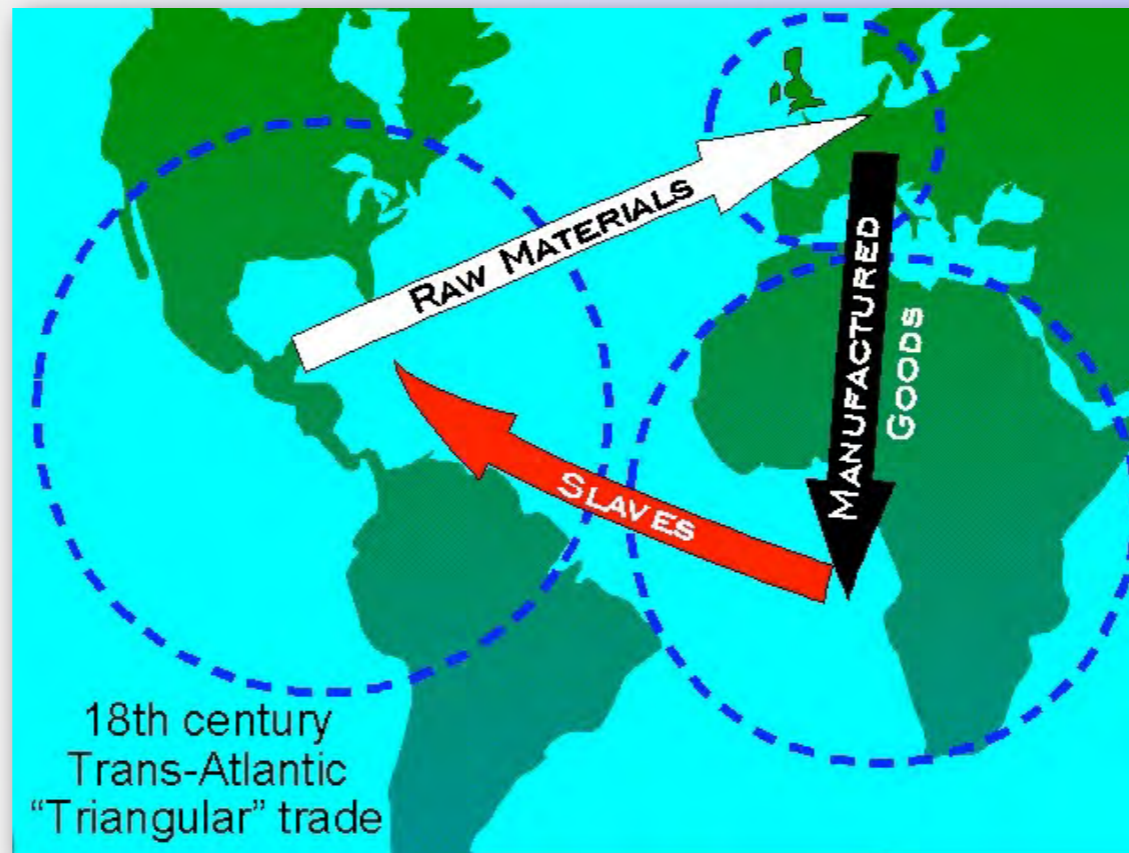 RAW MATERIALS
MANUFACTURED
GOODS
SLAVES
18th century
Trans-Atlantic
“Triangular” trade